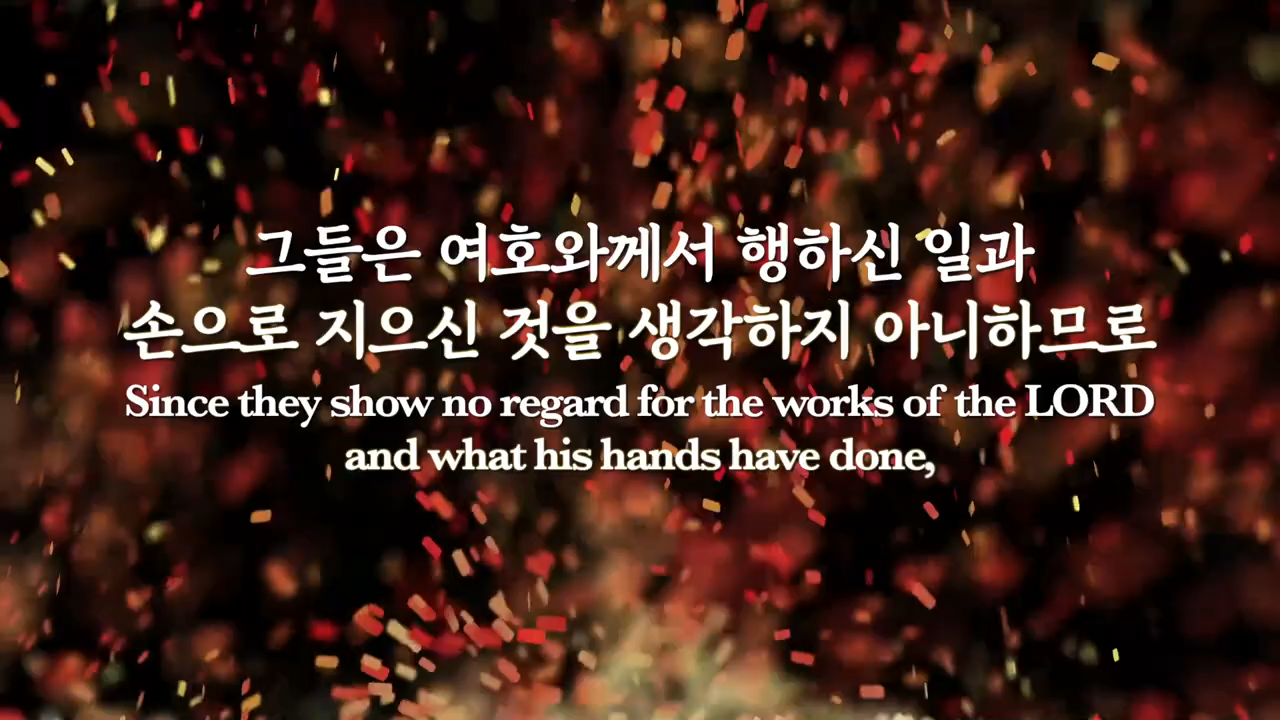 그들은 여호와께서 행하신 일과
손으로 지으신 것을 생각하지 아니하므로
Since they show no regard for the works of the LORD
and what his hands have done,